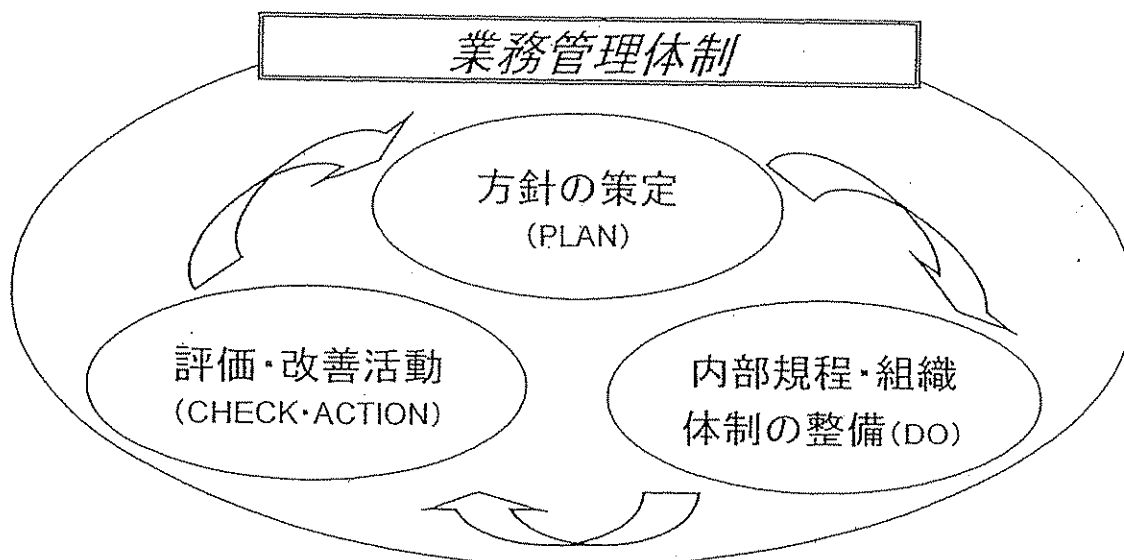 業務管理体制
方針の策定
(PLAN)
評価・改善活動
(CHECK・ACTION)
内部規程・組織
体制の整備(DO)